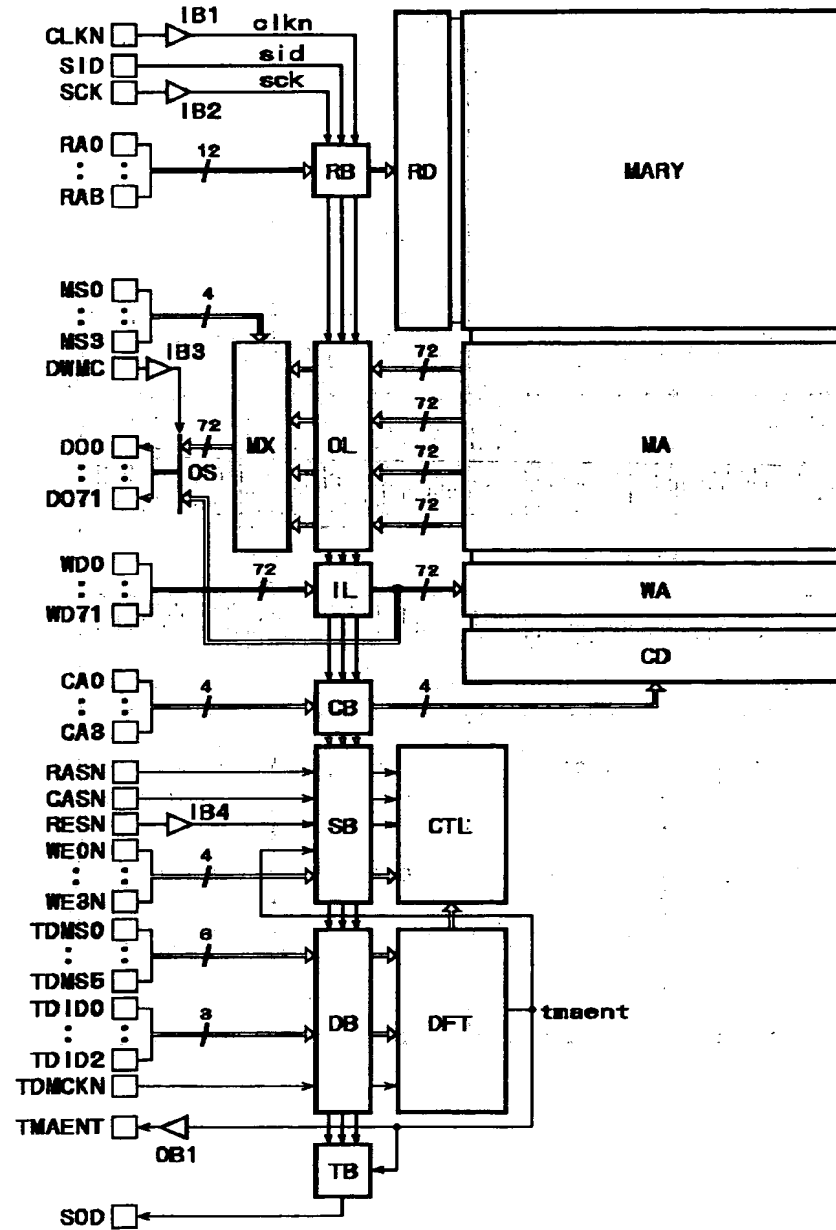 CLKN IB1 clkn
SID sid
SCK IB2 sck
RA0 12 RB RD MARY
RAB
MS0 4
MS3
DWMC IB3 72
72 MX OL 72 MA
DO0 OS 72
DO71 72
WD0 72 IL 72 WA
WD71
CD
CA0 4 CB 4
CA3
RASN
CASN SB CTL
RESN IB4
WE0N 4
WE3N
TDMS0 6
TDMS5
TDID0 3 DB DFT tmaent
TDID2
TDMCKN
TMAENT OB1
TB
SOD